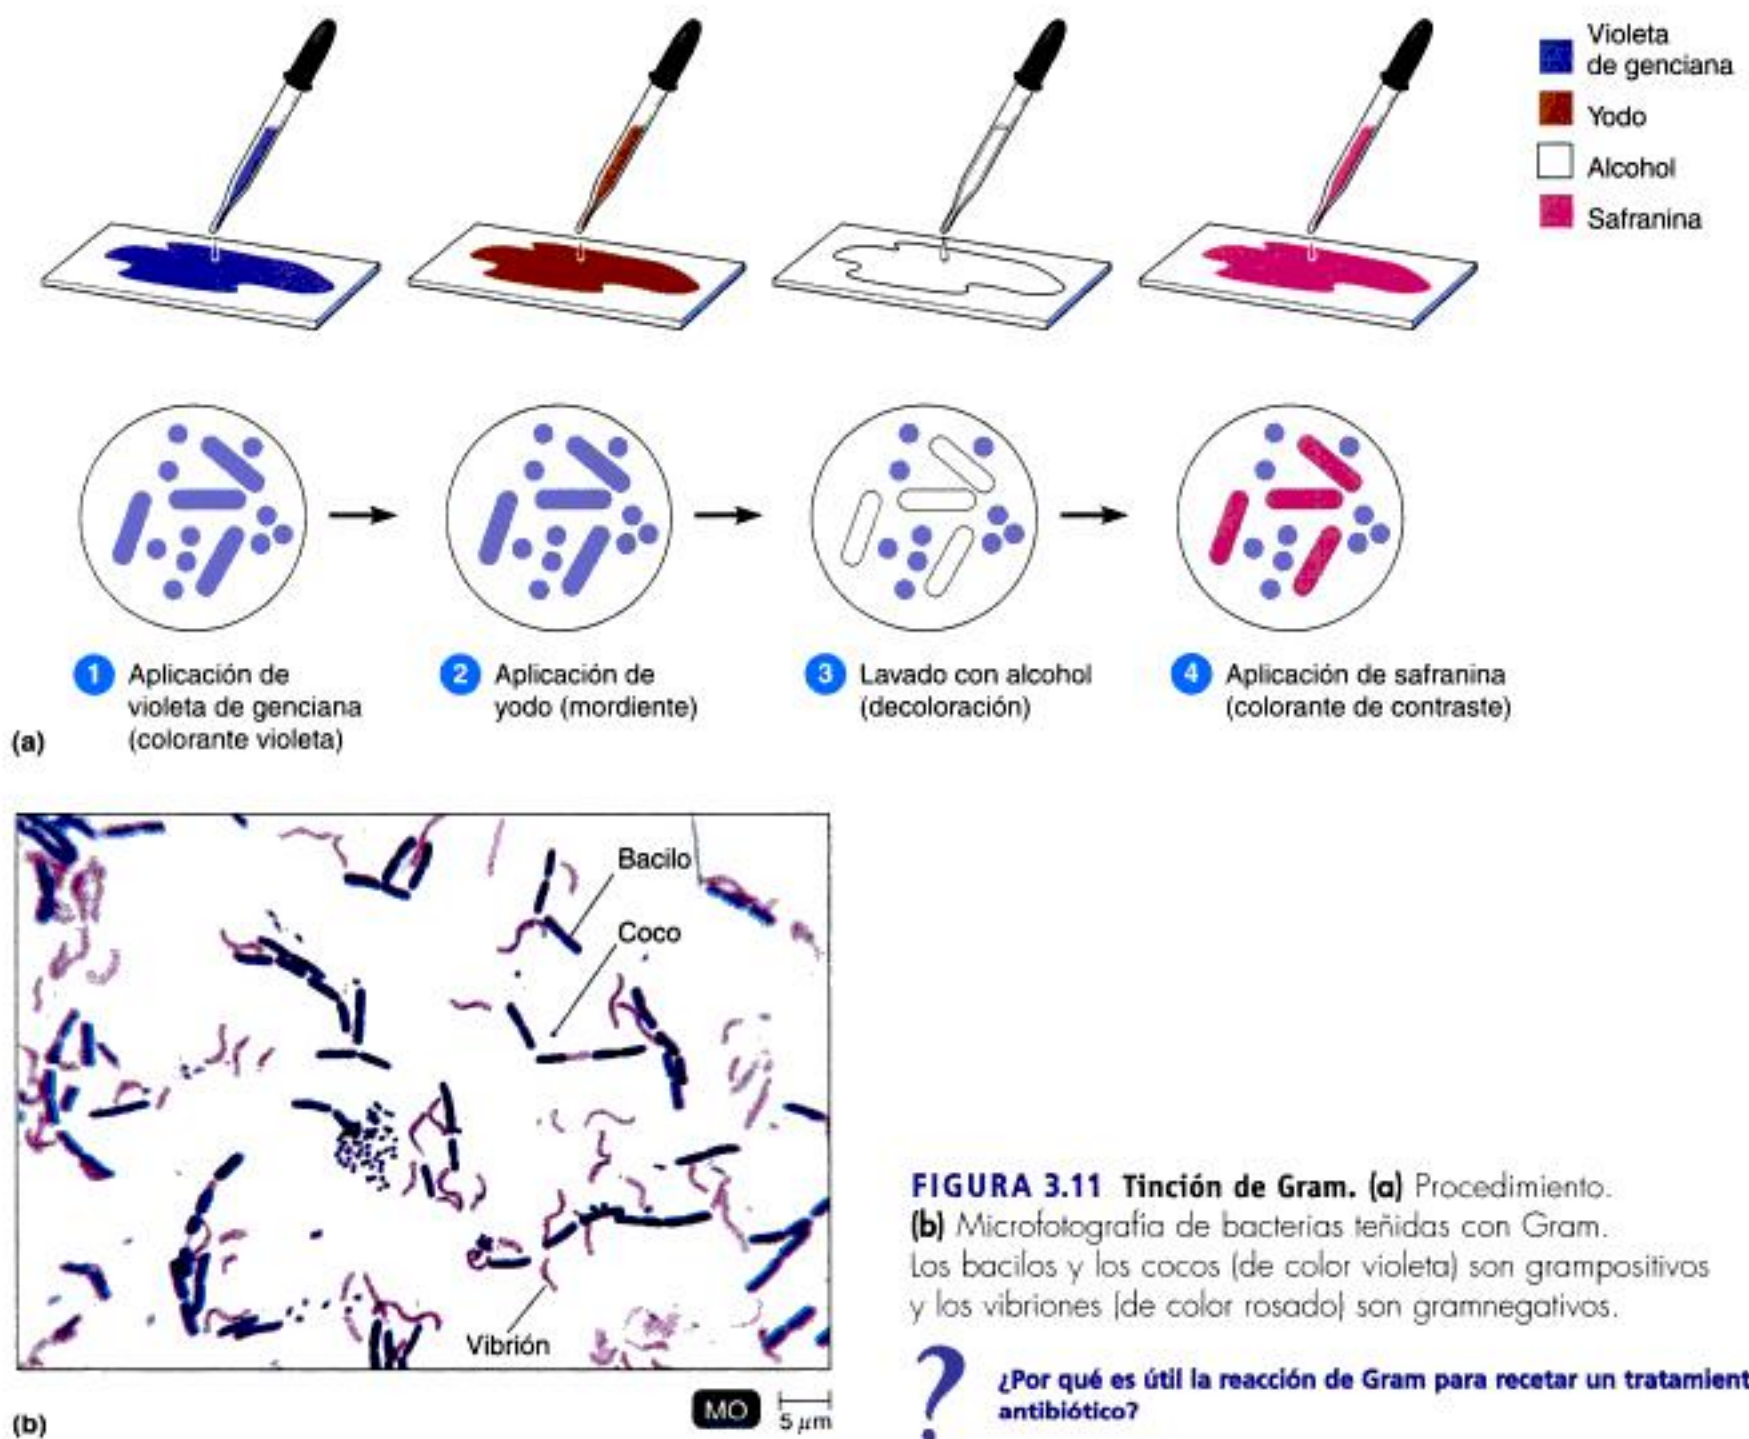 Violeta
de genciana
Yodo
Alcohol
Safranina
1 Aplicación de
violeta de genciana
(colorante violeta)
2 Aplicación de
yodo (mordiente)
3 Lavado con alcohol
(decoloración)
4 Aplicación de safranina
(colorante de contraste)
(a)
Bacilo
Coco
Vibrión
MO
5 μm
(b)
FIGURA 3.11 Tinción de Gram. (a) Procedimiento.
(b) Microfotografía de bacterias teñidas con Gram.
Los bacilos y los cocos (de color violeta) son grampositivos
y los vibriones (de color rosado) son gramnegativos.
?
¿Por qué es útil la reacción de Gram para recetar un tratamient
antibiótico?